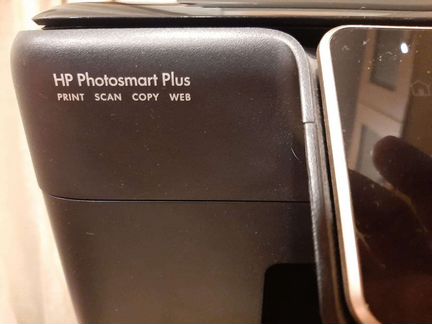 HP Photosmart Plus
PRINT SCAN COPY WEB